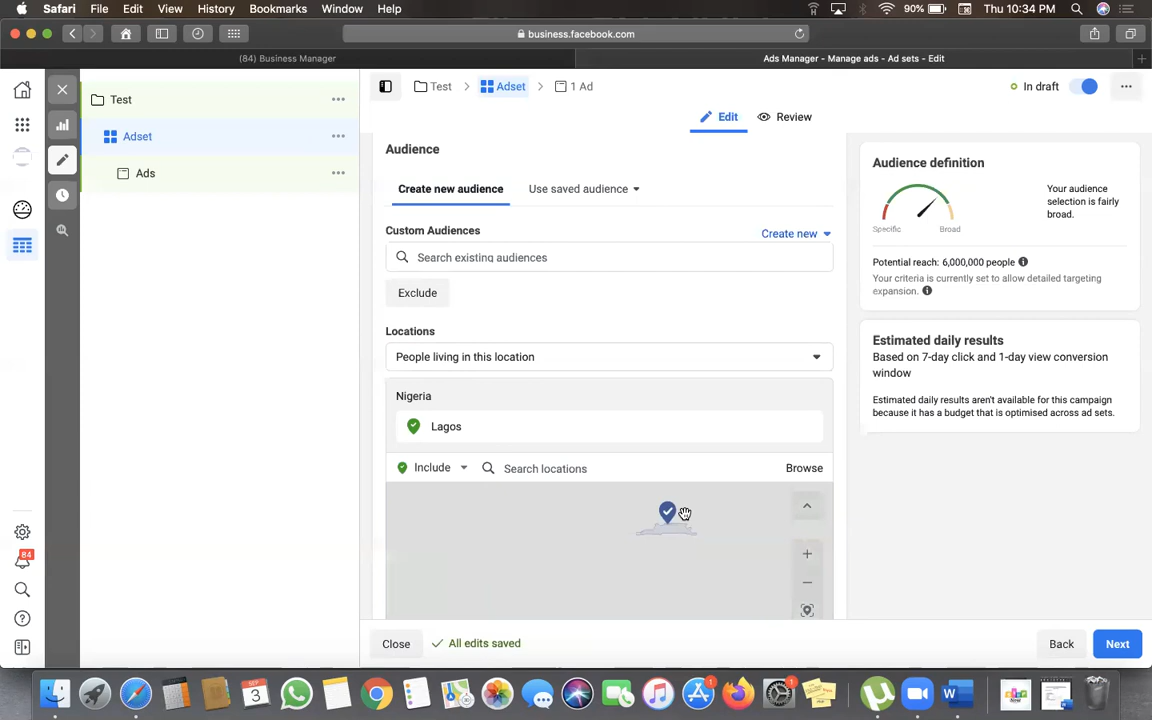 Safari File Edit View History Bookmarks Window Help
90% Thu 10:34 PM
business.facebook.com
(84) Business Manager
Ads Manager - Manage ads - Ad sets - Edit
Test
Adset
Ads
Test > Adset > 1 Ad
In draft
Edit
Review
Audience
Create new audience
Use saved audience
Custom Audiences
Create new
Search existing audiences
Exclude
Locations
People living in this location
Nigeria
Lagos
Include
Search locations
Browse
Audience definition
Specific
Broad
Your audience
selection is fairly
broad.
Potential reach: 6,000,000 people
Your criteria is currently set to allow detailed targeting
expansion.
Estimated daily results
Based on 7-day click and 1-day view conversion
window
Estimated daily results aren't available for this campaign
because it has a budget that is optimised across ad sets.
84
Close
All edits saved
Back
Next
SEP
3
1
1
W